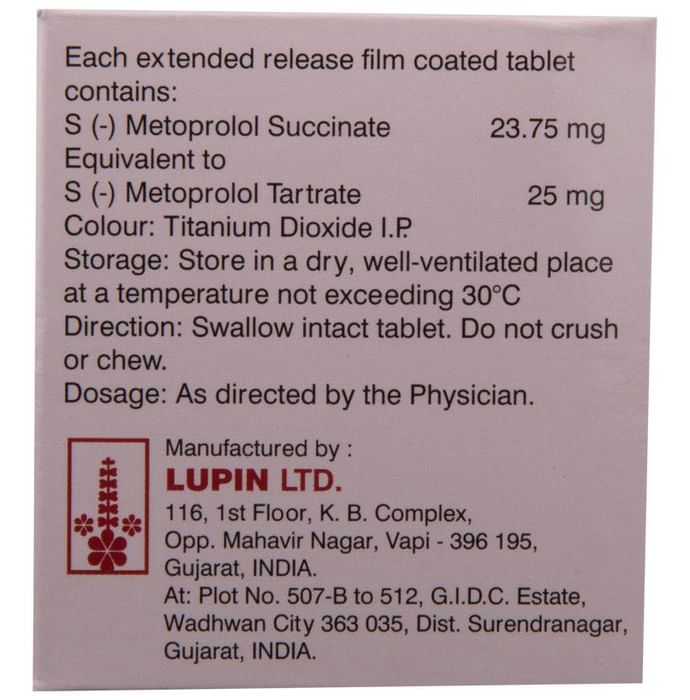 Each extended release film coated tablet
contains:
S (-) Metoprolol Succinate 23.75 mg
Equivalent to
S (-) Metoprolol Tartrate 25 mg
Colour: Titanium Dioxide I.P.
Storage: Store in a dry, well-ventilated place
at a temperature not exceeding 30°C
Direction: Swallow intact tablet. Do not crush
or chew.
Dosage: As directed by the Physician.
Manufactured by :
LUPIN LTD.
116, 1st Floor, K. B. Complex,
Opp. Mahavir Nagar, Vapi - 396 195,
Gujarat, INDIA.
At: Plot No. 507-B to 512, G.I.D.C. Estate,
Wadhwan City 363 035, Dist. Surendranagar,
Gujarat, INDIA.